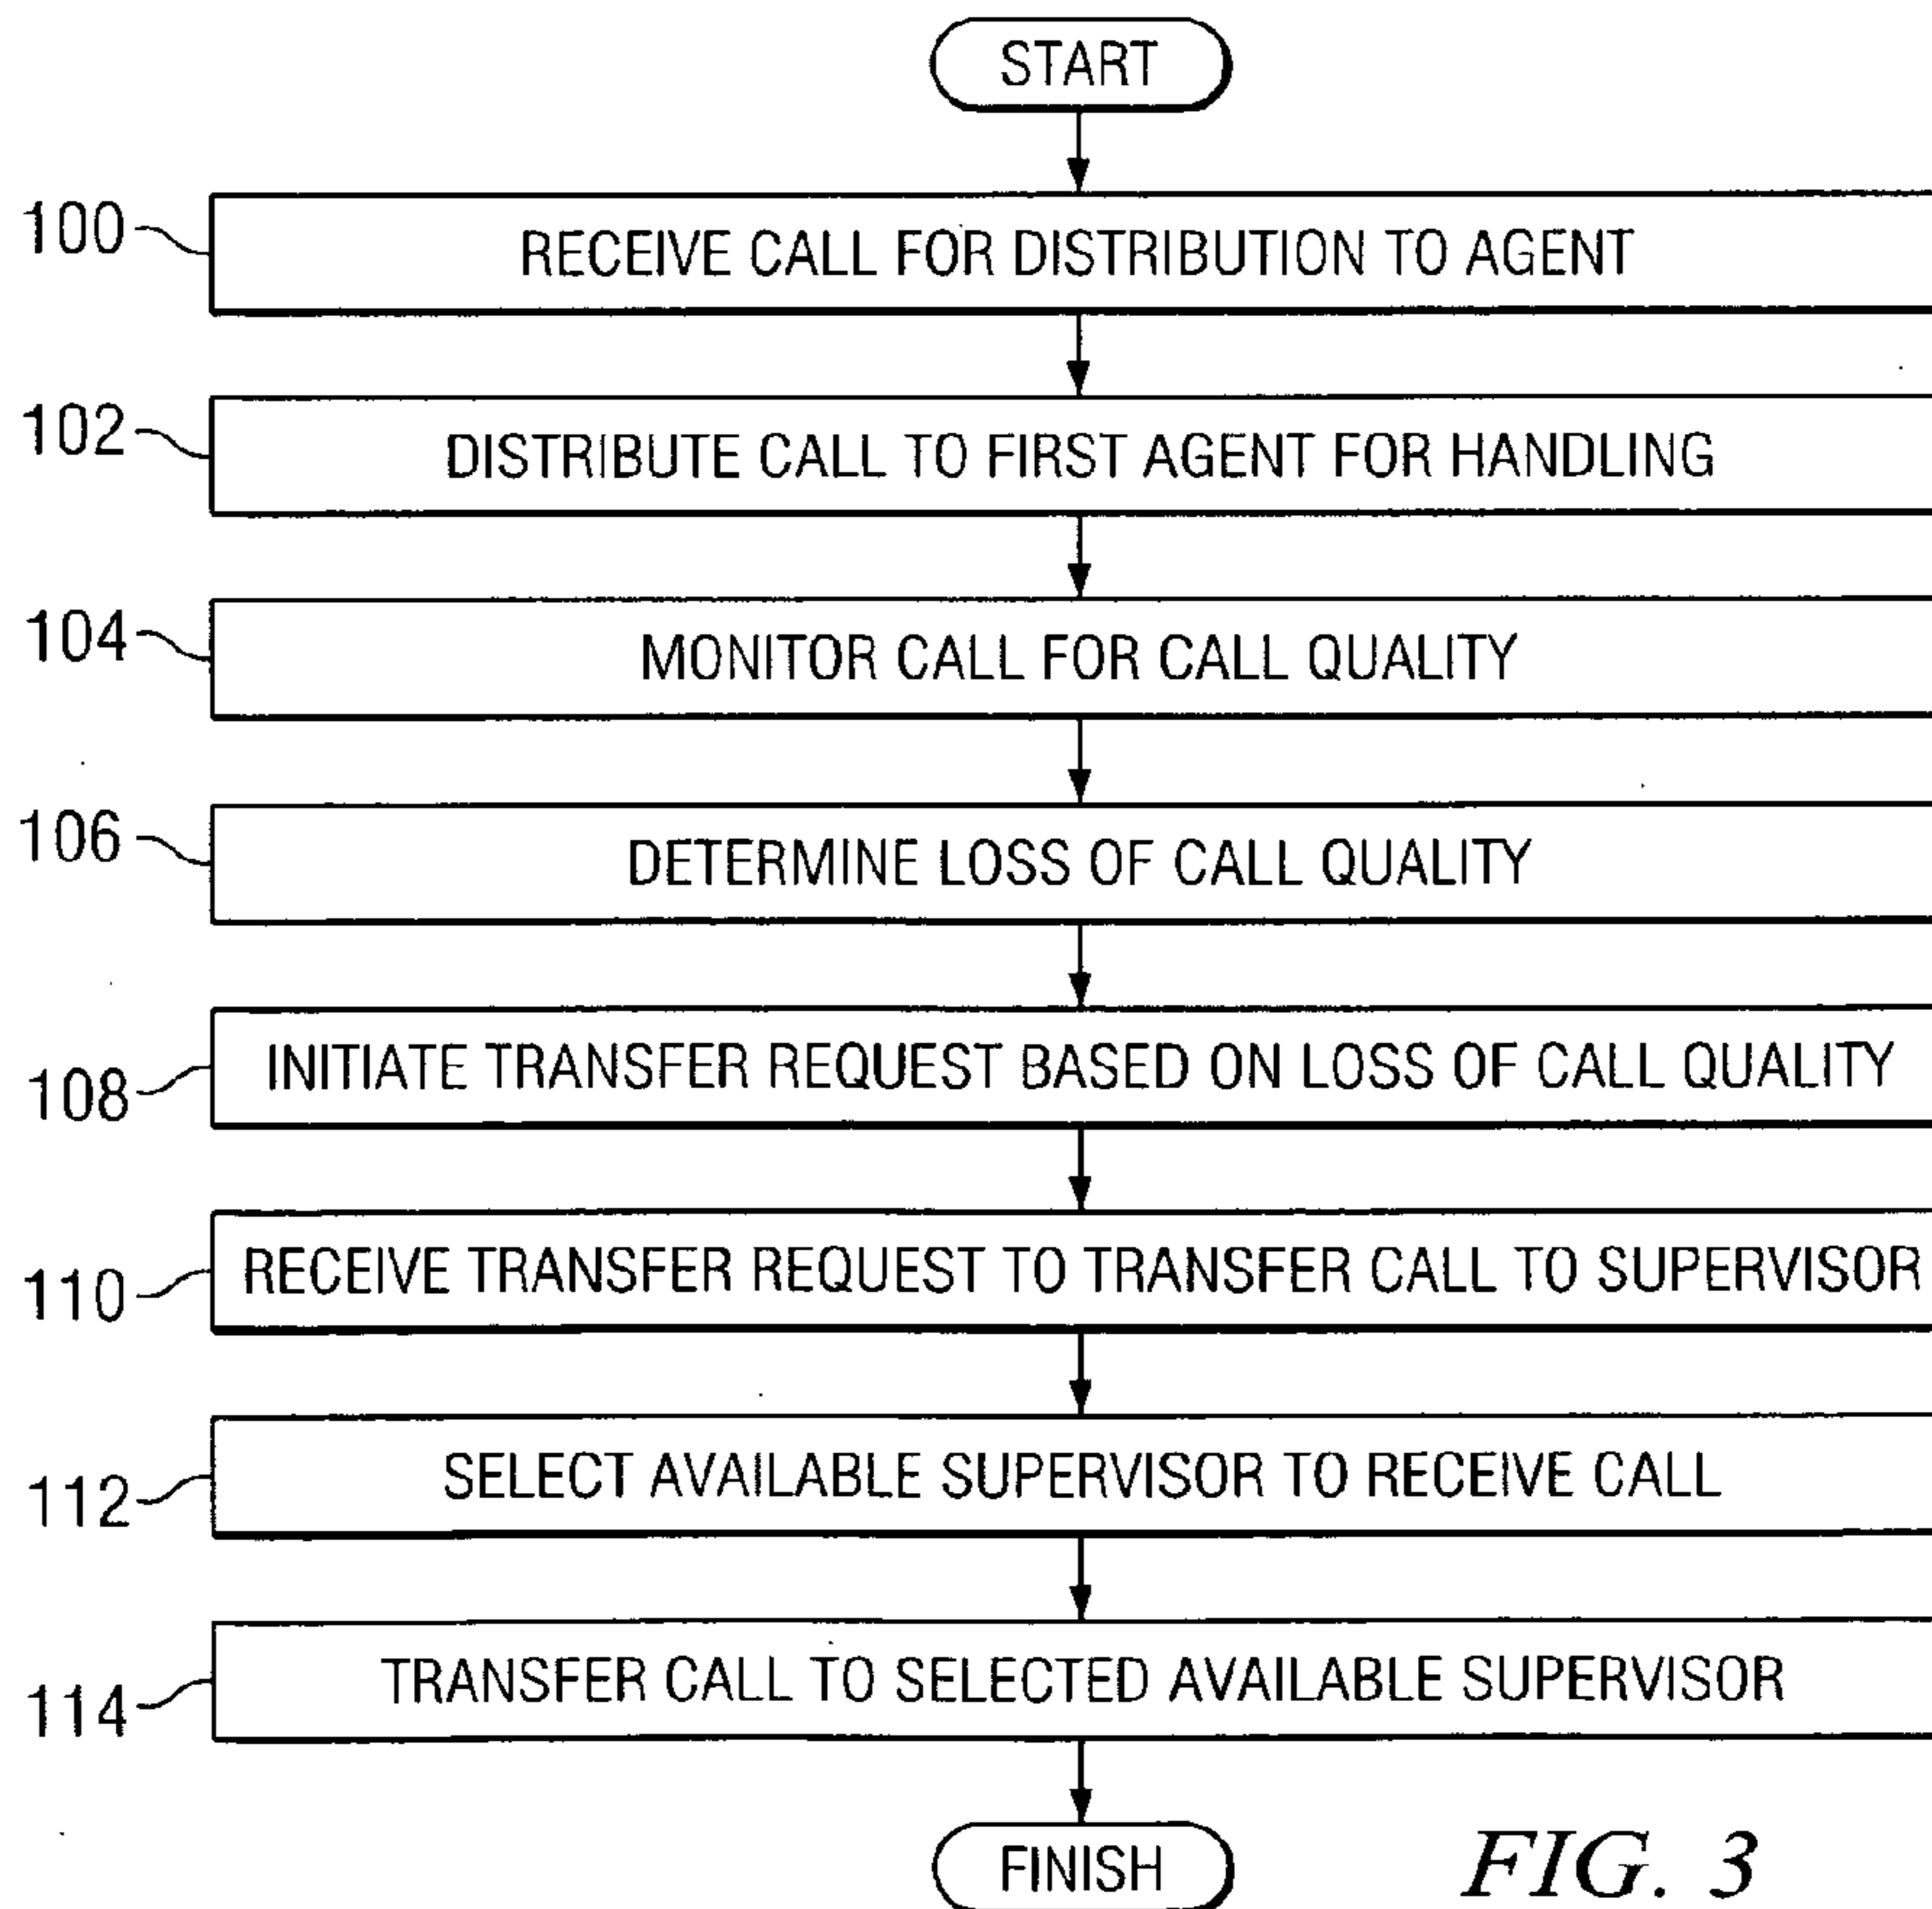 START
100 RECEIVE CALL FOR DISTRIBUTION TO AGENT
102 DISTRIBUTE CALL TO FIRST AGENT FOR HANDLING
104 MONITOR CALL FOR CALL QUALITY
106 DETERMINE LOSS OF CALL QUALITY
108 INITIATE TRANSFER REQUEST BASED ON LOSS OF CALL QUALITY
110 RECEIVE TRANSFER REQUEST TO TRANSFER CALL TO SUPERVISOR
112 SELECT AVAILABLE SUPERVISOR TO RECEIVE CALL
114 TRANSFER CALL TO SELECTED AVAILABLE SUPERVISOR
FINISH
FIG. 3